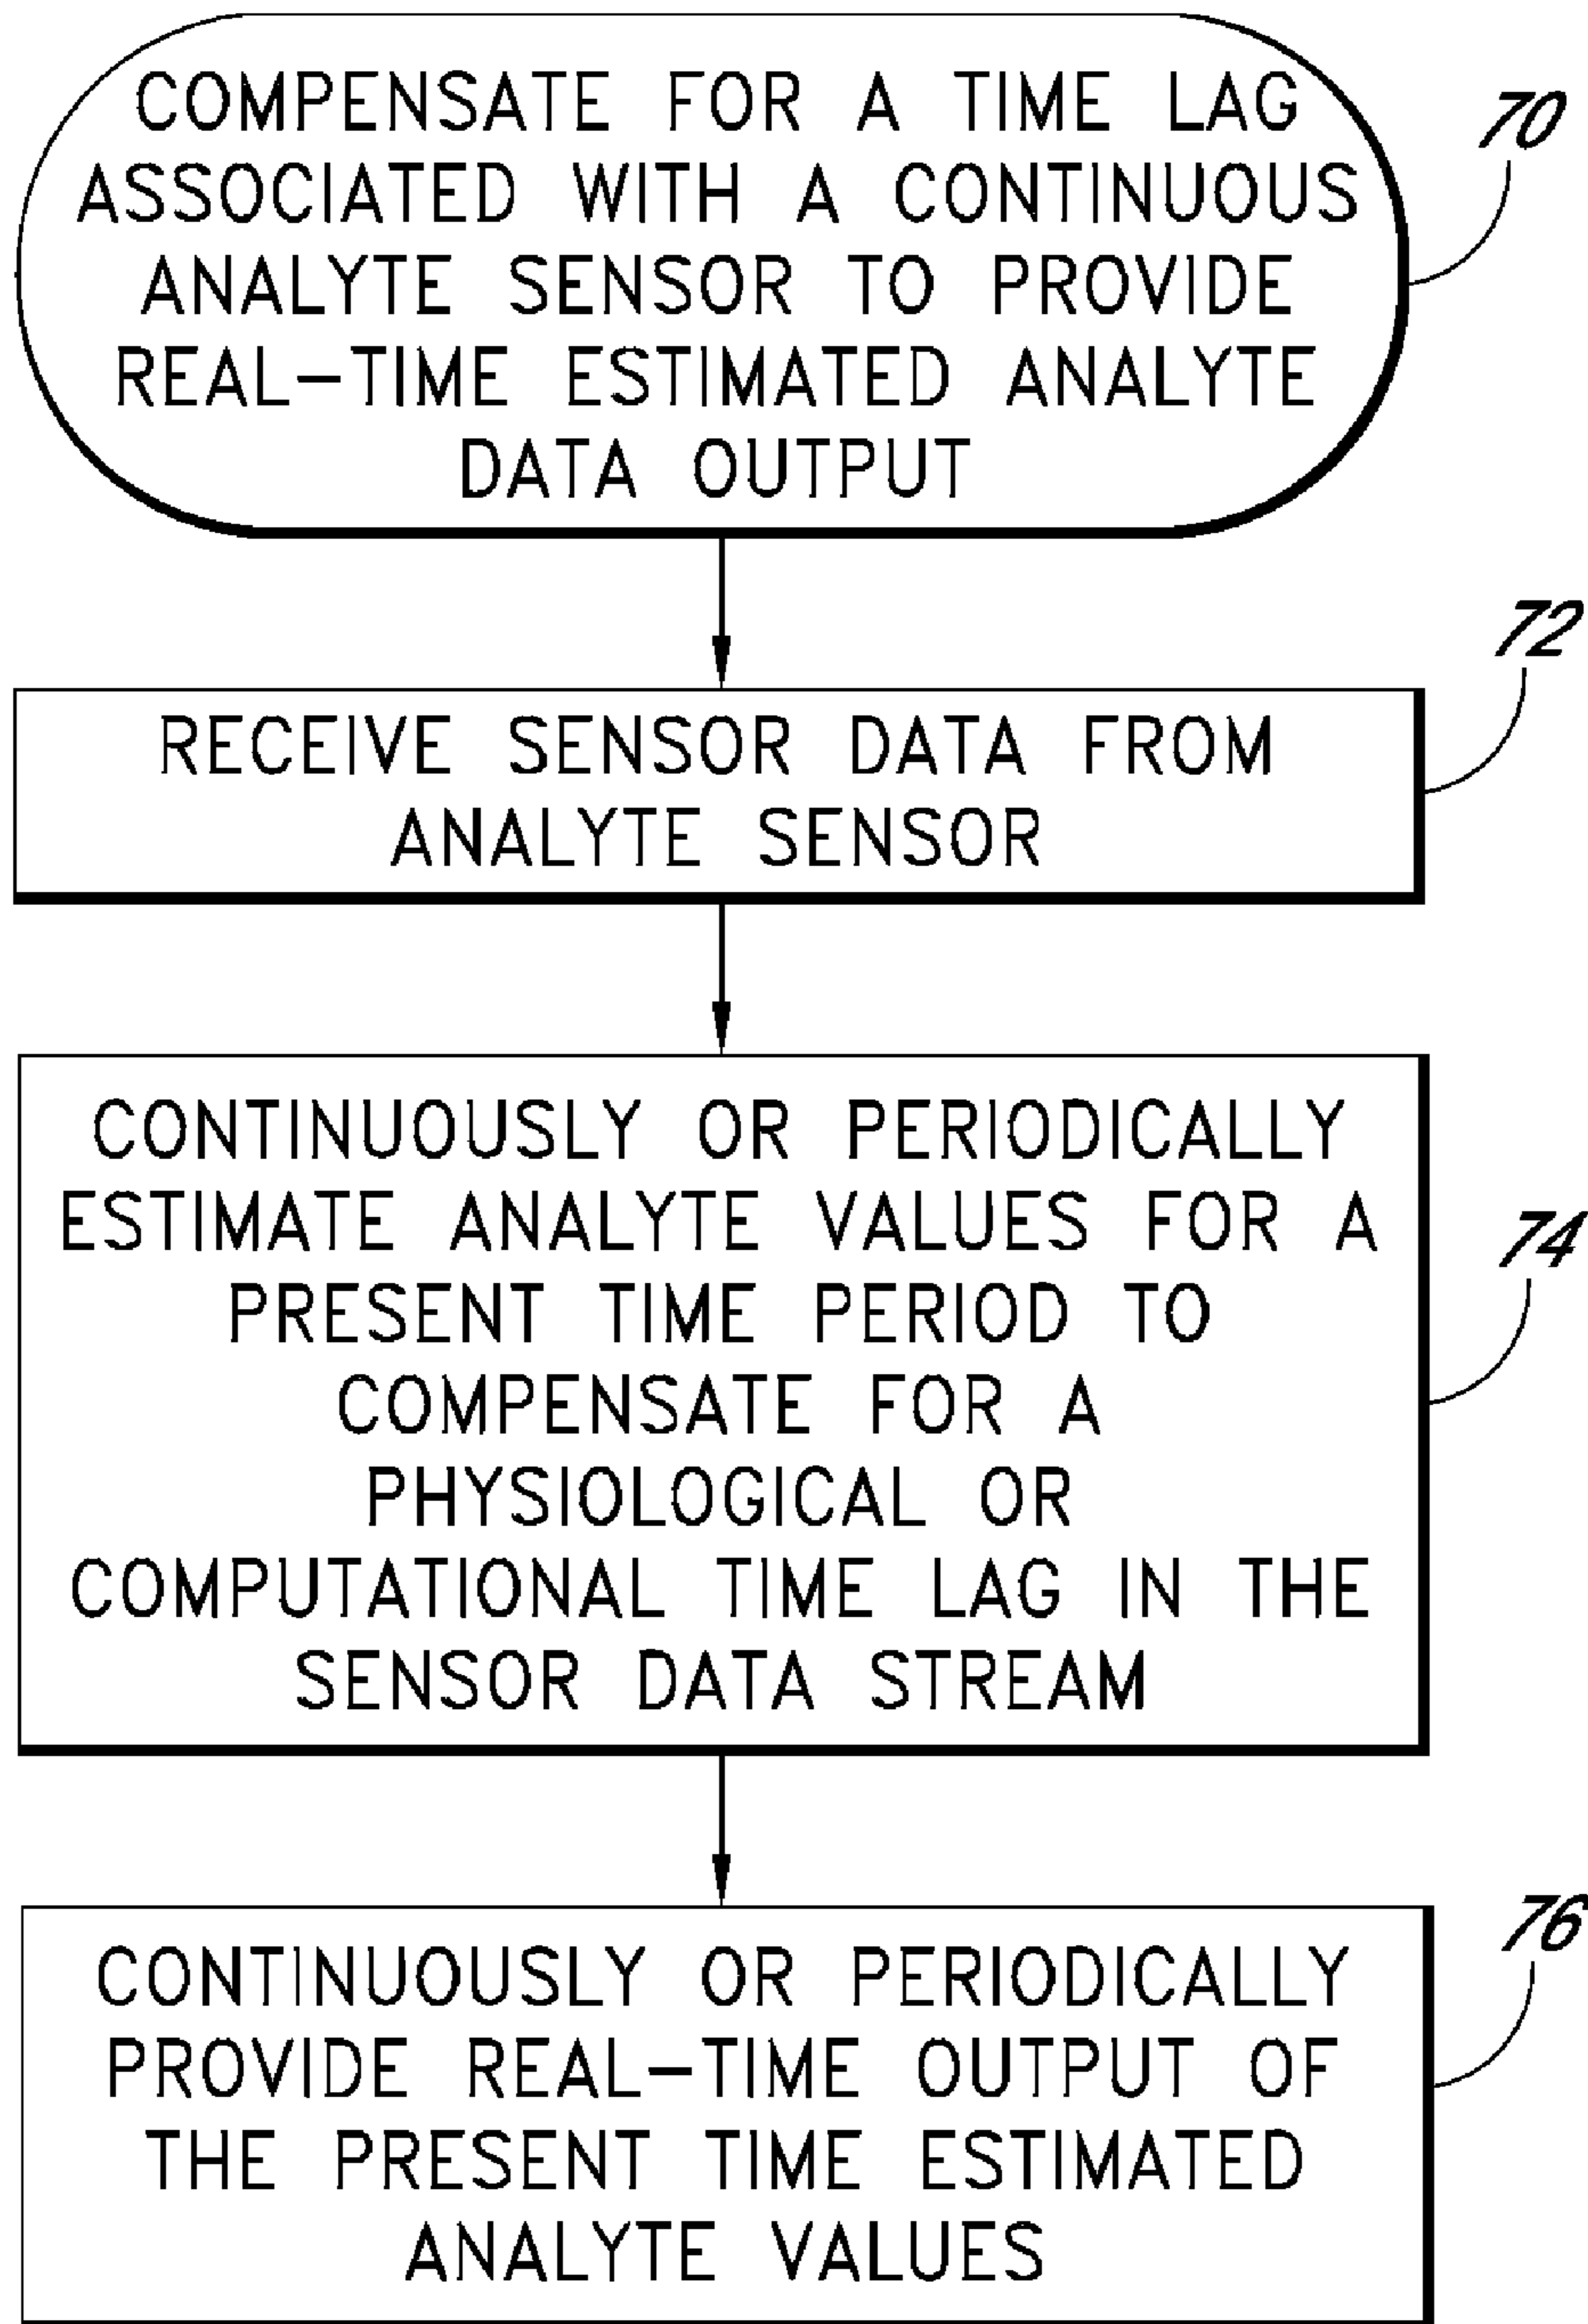 COMPENSATE FOR A TIME LAG
ASSOCIATED WITH A CONTINUOUS
ANALYTE SENSOR TO PROVIDE
REAL-TIME ESTIMATED ANALYTE
DATA OUTPUT
70
72
RECEIVE SENSOR DATA FROM
ANALYTE SENSOR
CONTINUOUSLY OR PERIODICALLY
ESTIMATE ANALYTE VALUES FOR A
PRESENT TIME PERIOD TO
COMPENSATE FOR A
PHYSIOLOGICAL OR
COMPUTATIONAL TIME LAG IN THE
SENSOR DATA STREAM
74
76
CONTINUOUSLY OR PERIODICALLY
PROVIDE REAL-TIME OUTPUT OF
THE PRESENT TIME ESTIMATED
ANALYTE VALUES